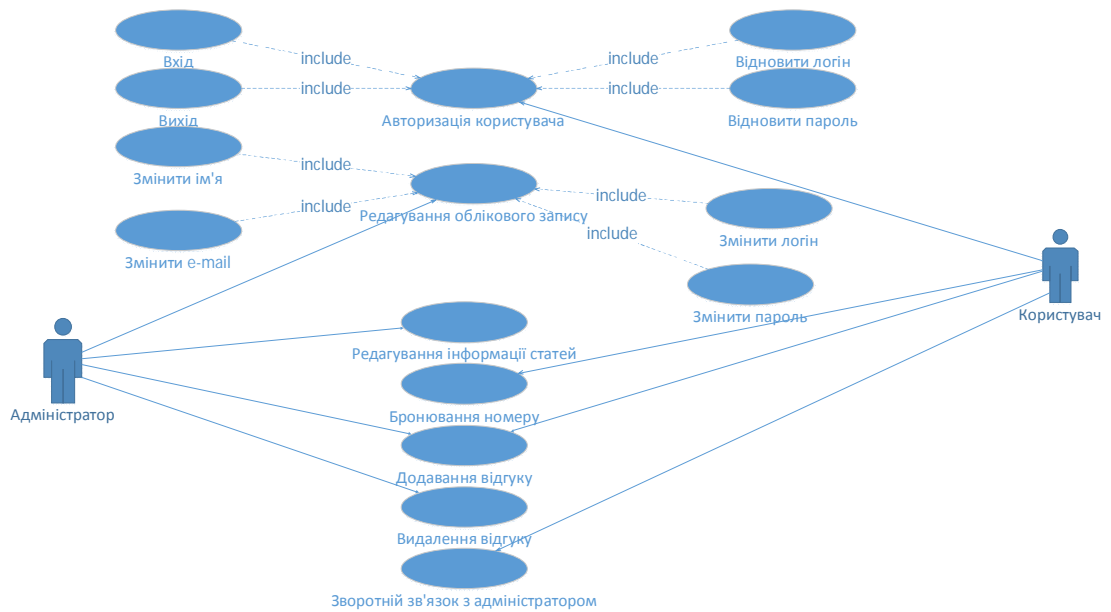 include
include
Вхід
Відновити логін
include
include
Вихід
Авторизація користувача
Відновити пароль
include
Змінити ім'я
include
include
Редагування облікового запису
include
Змінити логін
Змінити e-mail
Змінити пароль
Користувач
Редагування інформації статей
Адміністратор
Бронювання номеру
Додавання відгуку
Видалення відгуку
Зворотній зв'язок з адміністратором